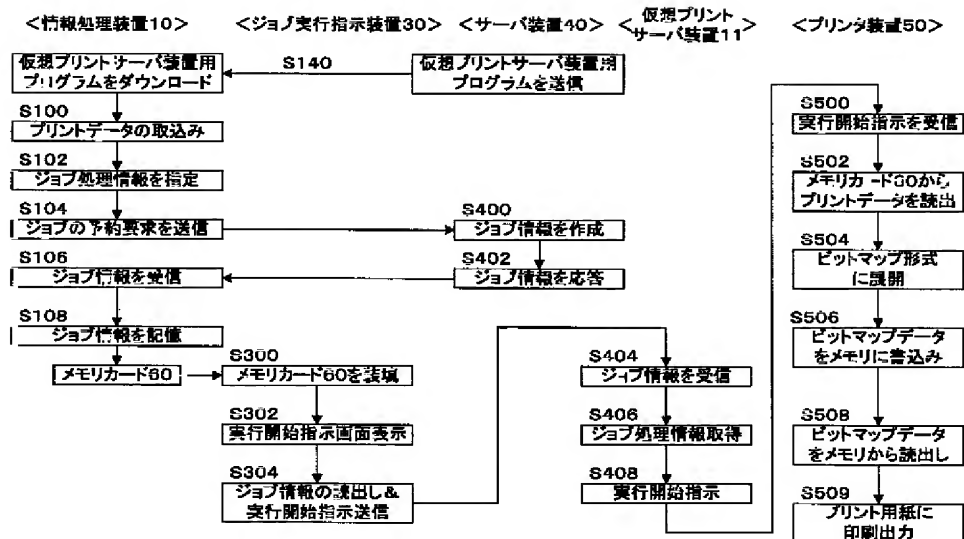 <情報処理装置10>
<ジョブ実行指示装置30>
<サーバ装置40>
<仮想プリント
サーバ装置11>
<プリンタ装置50>
仮想プリントサーバ装置用
プログラムをダウンロード
S140
仮想プリントサーバ装置用
プログラムを送信
S100
プリントデータの取込み
S102
ジョブ処理情報を指定
S104
ジョブの予約要求を送信
S400
ジョブ情報を作成
S402
ジョブ情報を応答
S106
ジョブ情報を受信
S108
ジョブ情報を記憶
メモリカード60
S300
メモリカード60を装填
S302
実行開始指示画面表示
S304
ジョブ情報の読出し&
実行開始指示送信
S404
ジョブ情報を受信
S406
ジョブ処理情報取得
S408
実行開始指示
S500
実行開始指示を受信
S502
メモリカード60から
プリントデータを読出
S504
ビットマップ形式
に展開
S506
ビットマップデータ
をメモリに書込み
S508
ビットマップデータ
をメモリから読出し
S509
プリント用紙に
印刷出力